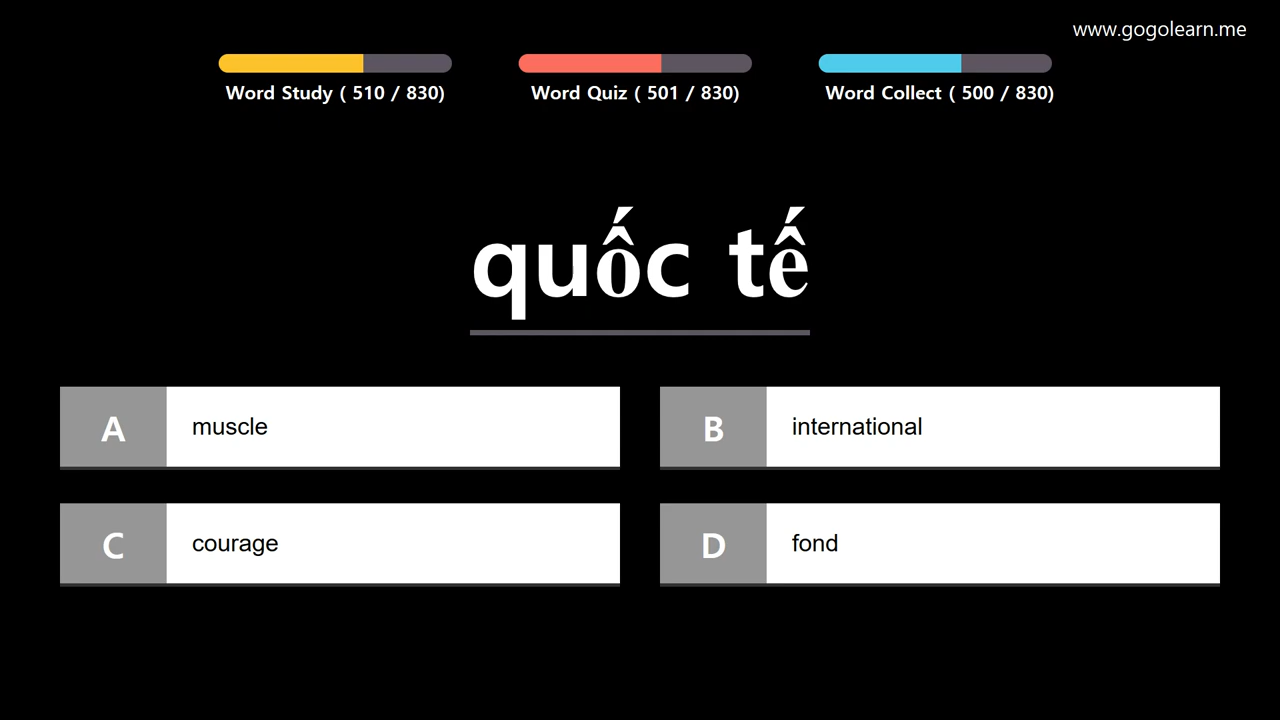 www.gogolearn.me
Word Study ( 510 / 830)
Word Quiz ( 501 / 830)
Word Collect ( 500 / 830)
quốc tế
A muscle
B international
C courage
D fond